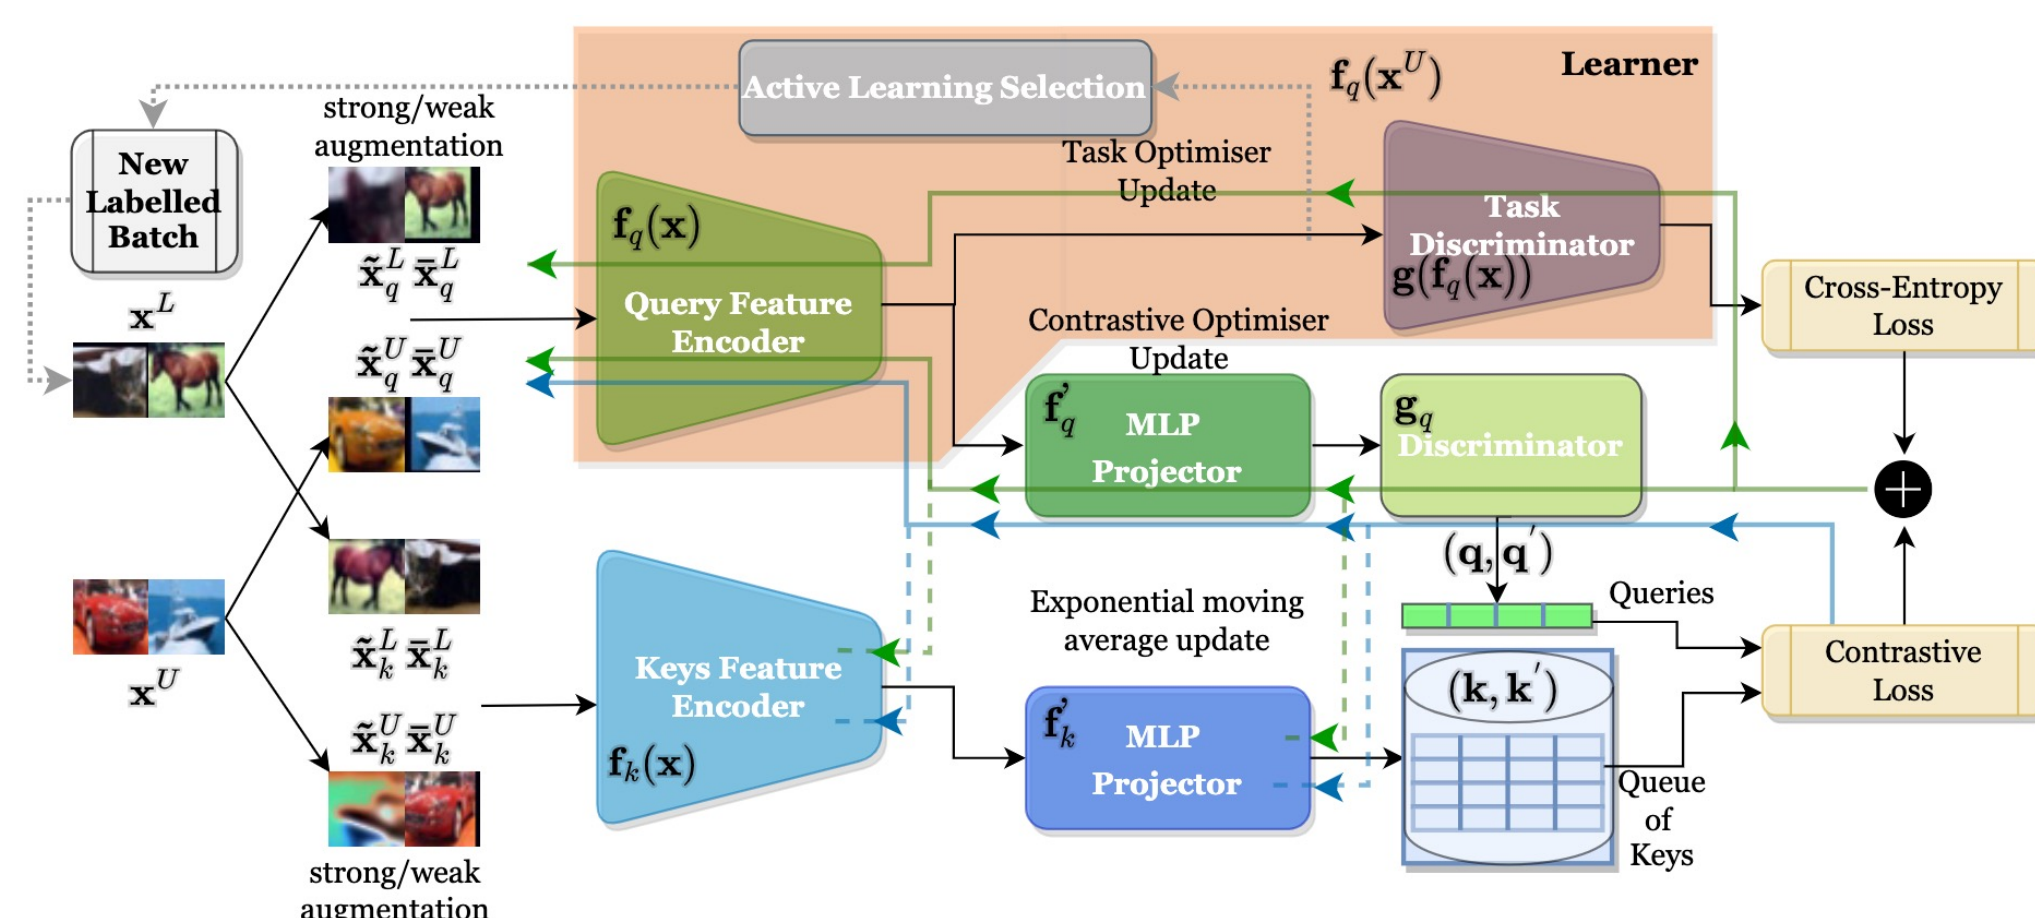 Learner
Active Learning Selection
f_q(x^U)
strong/weak
augmentation
New
Labelled
Batch
Task Optimiser
Update
f_q(x)
Task
Discriminator
g(f_q(x))
x̃_q^L x̄_q^L
x^L
Query Feature
Encoder
Cross-Entropy
Loss
Contrastive Optimiser
Update
x̃_q^U x̄_q^U
f'_q
MLP
Projector
g_q
Discriminator
+
(q, q')
Queries
Exponential moving
average update
x̃_k^L x̄_k^L
x^U
Keys Feature
Encoder
f_k(x)
(k, k')
Contrastive
Loss
x̃_k^U x̄_k^U
f'_k
MLP
Projector
Queue
of
Keys
strong/weak
augmentation